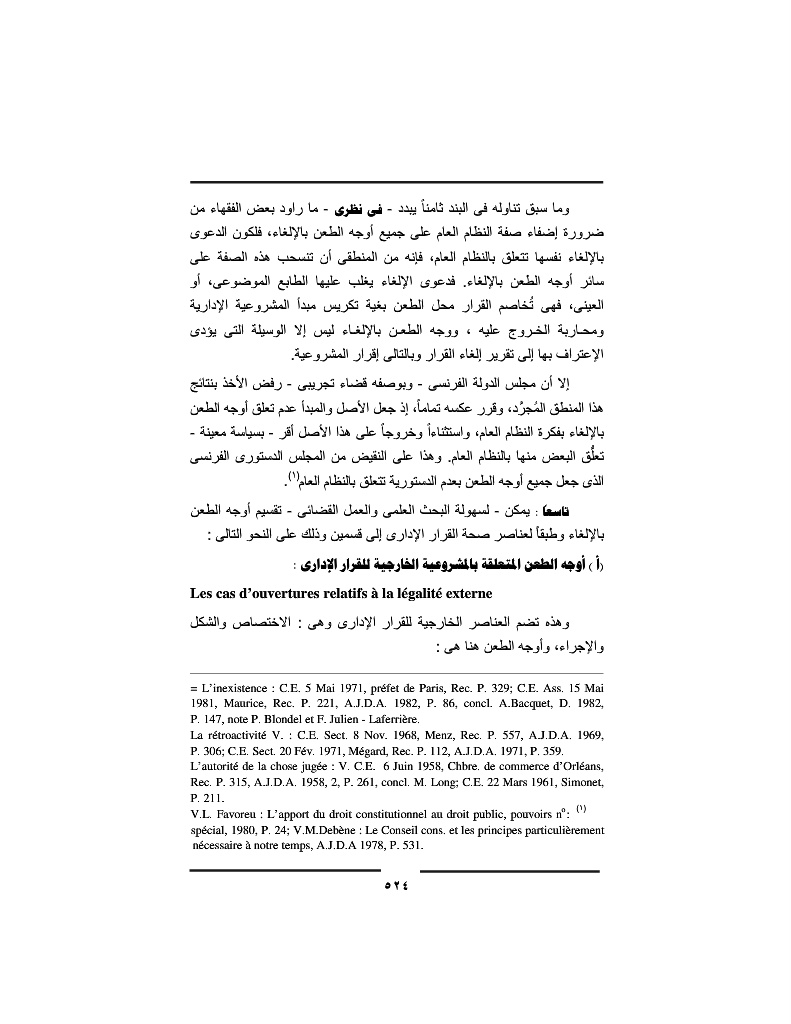 وما سبق تناوله فى البند ثامناً يبدد - فى نظرى - ما راود بعض الفقهاء من
ضرورة إضفاء صفة النظام العام على جميع أوجه الطعن بالإلغاء، فلكون الدعوى
بالإلغاء نفسها تتعلق بالنظام العام، فإنه من المنطقى أن تنسحب هذه الصفة على
سائر أوجه الطعن بالإلغاء. فدعوى الإلغاء يغلب عليها الطابع الموضوعى، أو
العينى، فهى تُخاصم القرار محل الطعن بغية تكريس مبدأ المشروعية الإدارية
ومحاربة الخروج عليه ، ووجه الطعن بالإلغاء ليس إلا الوسيلة التى يؤدى
الإعتراف بها إلى تقرير إلغاء القرار وبالتالى إقرار المشروعية.
إلا أن مجلس الدولة الفرنسى - وبوصفه قضاء تجريبى - رفض الأخذ بنتائج
هذا المنطق المُجرَّد، وقرر عكسه تماماً، إذ جعل الأصل والمبدأ عدم تعلق أوجه الطعن
بالإلغاء بفكرة النظام العام، واستثناءاً وخروجاً على هذا الأصل أقر - بسياسة معينة -
تعلُّق البعض منها بالنظام العام. وهذا على النقيض من المجلس الدستورى الفرنسى
الذى جعل جميع أوجه الطعن بعدم الدستورية تتعلق بالنظام العام(١).
تاسعاً : يمكن - لسهولة البحث العلمى والعمل القضائى - تقسيم أوجه الطعن
بالإلغاء وطبقاً لعناصر صحة القرار الإدارى إلى قسمين وذلك على النحو التالى :
(أ) أوجه الطعن المتعلقة بالمشروعية الخارجية للقرار الإدارى :
Les cas d’ouvertures relatifs à la légalité externe
وهذه تضم العناصر الخارجية للقرار الإدارى وهى : الاختصاص والشكل
والإجراء، وأوجه الطعن هنا هى :
= L’inexistence : C.E. 5 Mai 1971, préfet de Paris, Rec. P. 329; C.E. Ass. 15 Mai
1981, Maurice, Rec. P. 221, A.J.D.A. 1982, P. 86, concl. A.Bacquet, D. 1982,
P. 147, note P. Blondel et F. Julien - Laferrière.
La rétroactivité V. : C.E. Sect. 8 Nov. 1968, Menz, Rec. P. 557, A.J.D.A. 1969,
P. 306; C.E. Sect. 20 Fév. 1971, Mégard, Rec. P. 112, A.J.D.A. 1971, P. 359.
L’autorité de la chose jugée : V. C.E. 6 Juin 1958, Chbre. de commerce d’Orléans,
Rec. P. 315, A.J.D.A. 1958, 2, P. 261, concl. M. Long; C.E. 22 Mars 1961, Simonet,
P. 211.
V.L. Favoreu : L’apport du droit constitutionnel au droit public, pouvoirs nº: (١)
spécial, 1980, P. 24; V.M.Debène : Le Conseil cons. et les principes particulièrement
nécessaire à notre temps, A.J.D.A 1978, P. 531.
٥٢٤